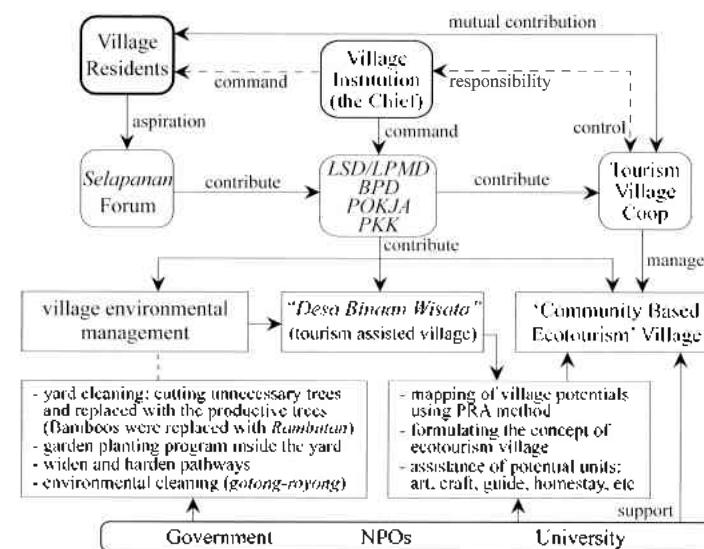 mutual contribution
Village
Residents
Village
Institution
(the Chief)
command
responsibility
aspiration
command
control
Selapanan
Forum
contribute
LSD/LPMD
BPD
POKJA
PKK
contribute
Tourism
Village
Coop
contribute
manage
village environmental
management
"Desa Binaan Wisata"
(tourism assisted village)
'Community Based
Ecotourism' Village
- yard cleaning: cutting unnecessary trees
and replaced with the productive trees
(Bamboos were replaced with Rambutan)
- garden planting program inside the yard
- widen and harden pathways
- environmental cleaning (gotong-royong)
- mapping of village potentials
using PRA method
- formulating the concept of
ecotourism village
- assistance of potential units:
art, craft, guide, homestay, etc
support
Government NPOs University